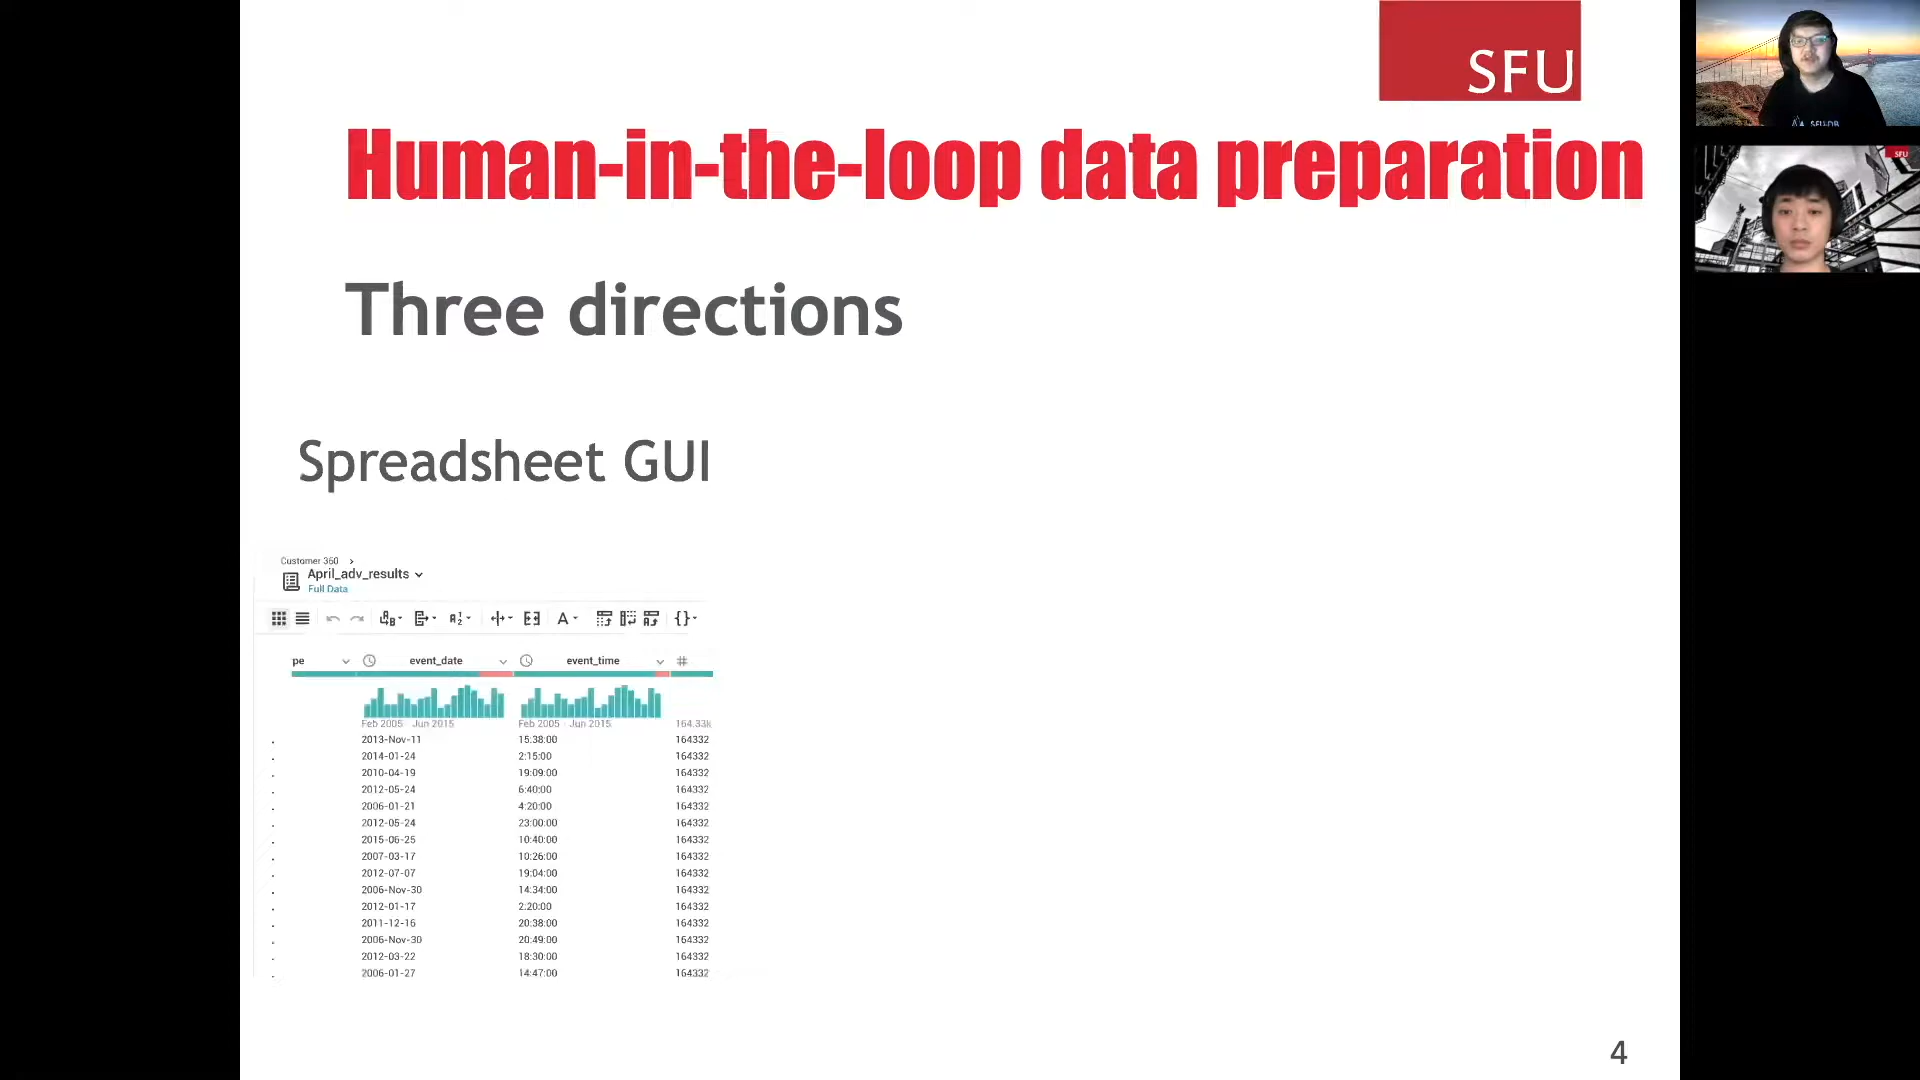 SFU
Human-in-the-loop data preparation
Three directions
Spreadsheet GUI
Customer 360 >
April_adv_results
Full Data
pe event_date event_time #
Feb 2005 - Jun 2015 Feb 2005 - Jun 2015 164.33k
2013-Nov-11 15:38:00 164332
2014-01-24 2:15:00 164332
2010-04-19 19:09:00 164332
2012-05-24 6:40:00 164332
2006-01-21 4:20:00 164332
2012-05-24 23:00:00 164332
2015-06-25 10:40:00 164332
2007-03-17 10:26:00 164332
2012-07-07 19:04:00 164332
2006-Nov-30 14:34:00 164332
2012-01-17 2:20:00 164332
2011-12-16 20:38:00 164332
2006-Nov-30 20:49:00 164332
2012-03-22 18:30:00 164332
2006-01-27 14:47:00 164332
4
SFU